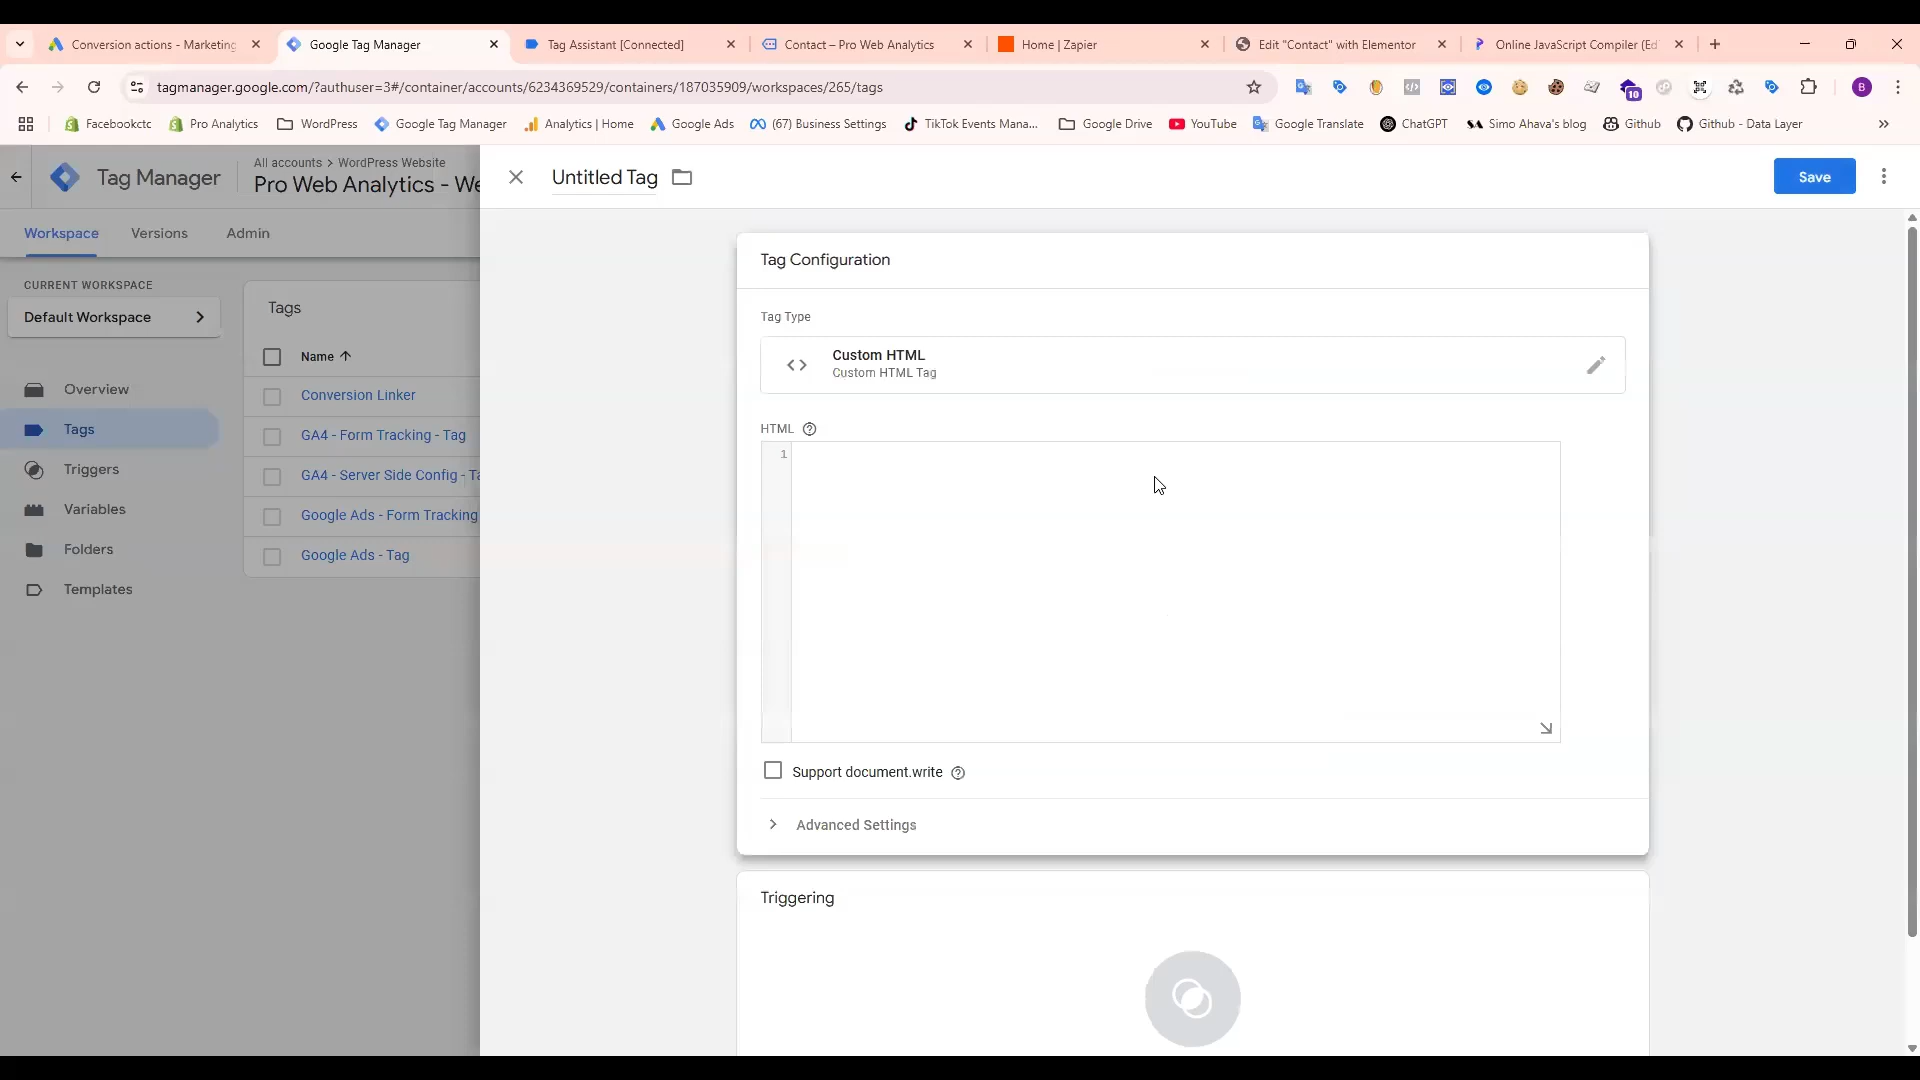 Conversion actions - Marketing
Google Tag Manager
Tag Assistant [Connected]
Contact – Pro Web Analytics
Home | Zapier
Edit "Contact" with Elementor
Online JavaScript Compiler (Ed
tagmanager.google.com/?authuser=3#/container/accounts/6234369529/containers/187035909/workspaces/265/tags
10
B
Facebookctc
Pro Analytics
WordPress
Google Tag Manager
Analytics | Home
Google Ads
(67) Business Settings
TikTok Events Mana...
Google Drive
YouTube
Google Translate
ChatGPT
Simo Ahava's blog
Github
Github - Data Layer
Tag Manager
All accounts > WordPress Website
Pro Web Analytics - We
Untitled Tag
Save
Workspace
Versions
Admin
CURRENT WORKSPACE
Default Workspace
Overview
Tags
Triggers
Variables
Folders
Templates
Tags
Name
Conversion Linker
GA4 - Form Tracking - Tag
GA4 - Server Side Config - Ta
Google Ads - Form Tracking
Google Ads - Tag
Tag Configuration
Tag Type
Custom HTML
Custom HTML Tag
HTML
1
Support document.write
Advanced Settings
Triggering